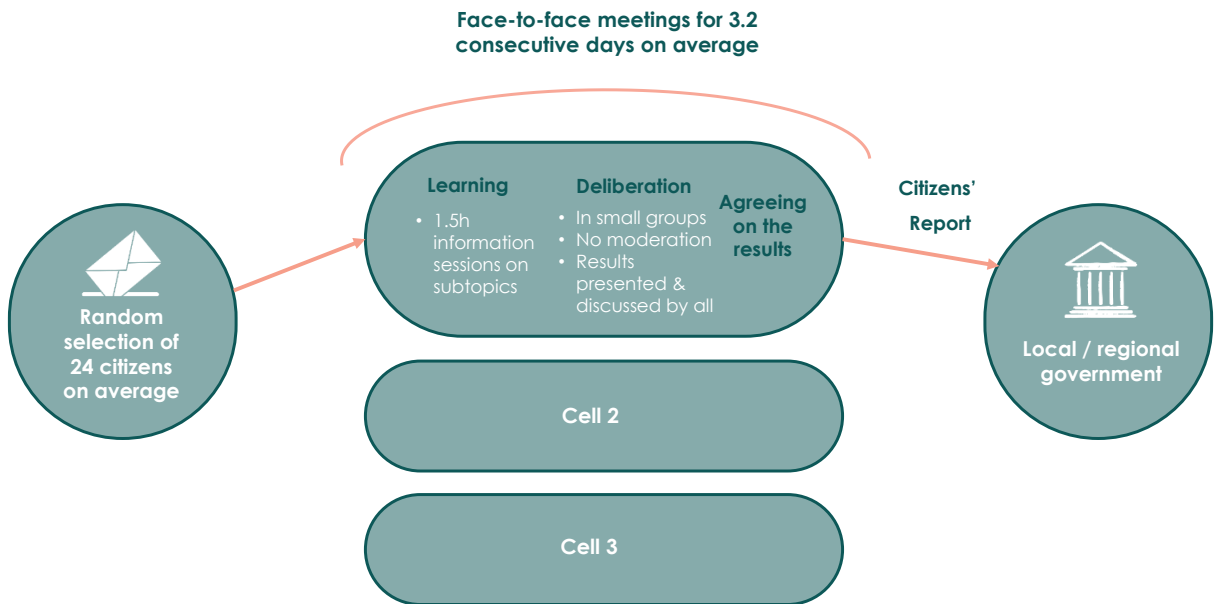 Face-to-face meetings for 3.2
consecutive days on average
Random
selection of
24 citizens
on average
Learning
• 1.5h
information
sessions on
subtopics
Deliberation
• In small groups
• No moderation
• Results
presented &
discussed by all
Agreeing
on the
results
Citizens’
Report
Local / regional
government
Cell 2
Cell 3